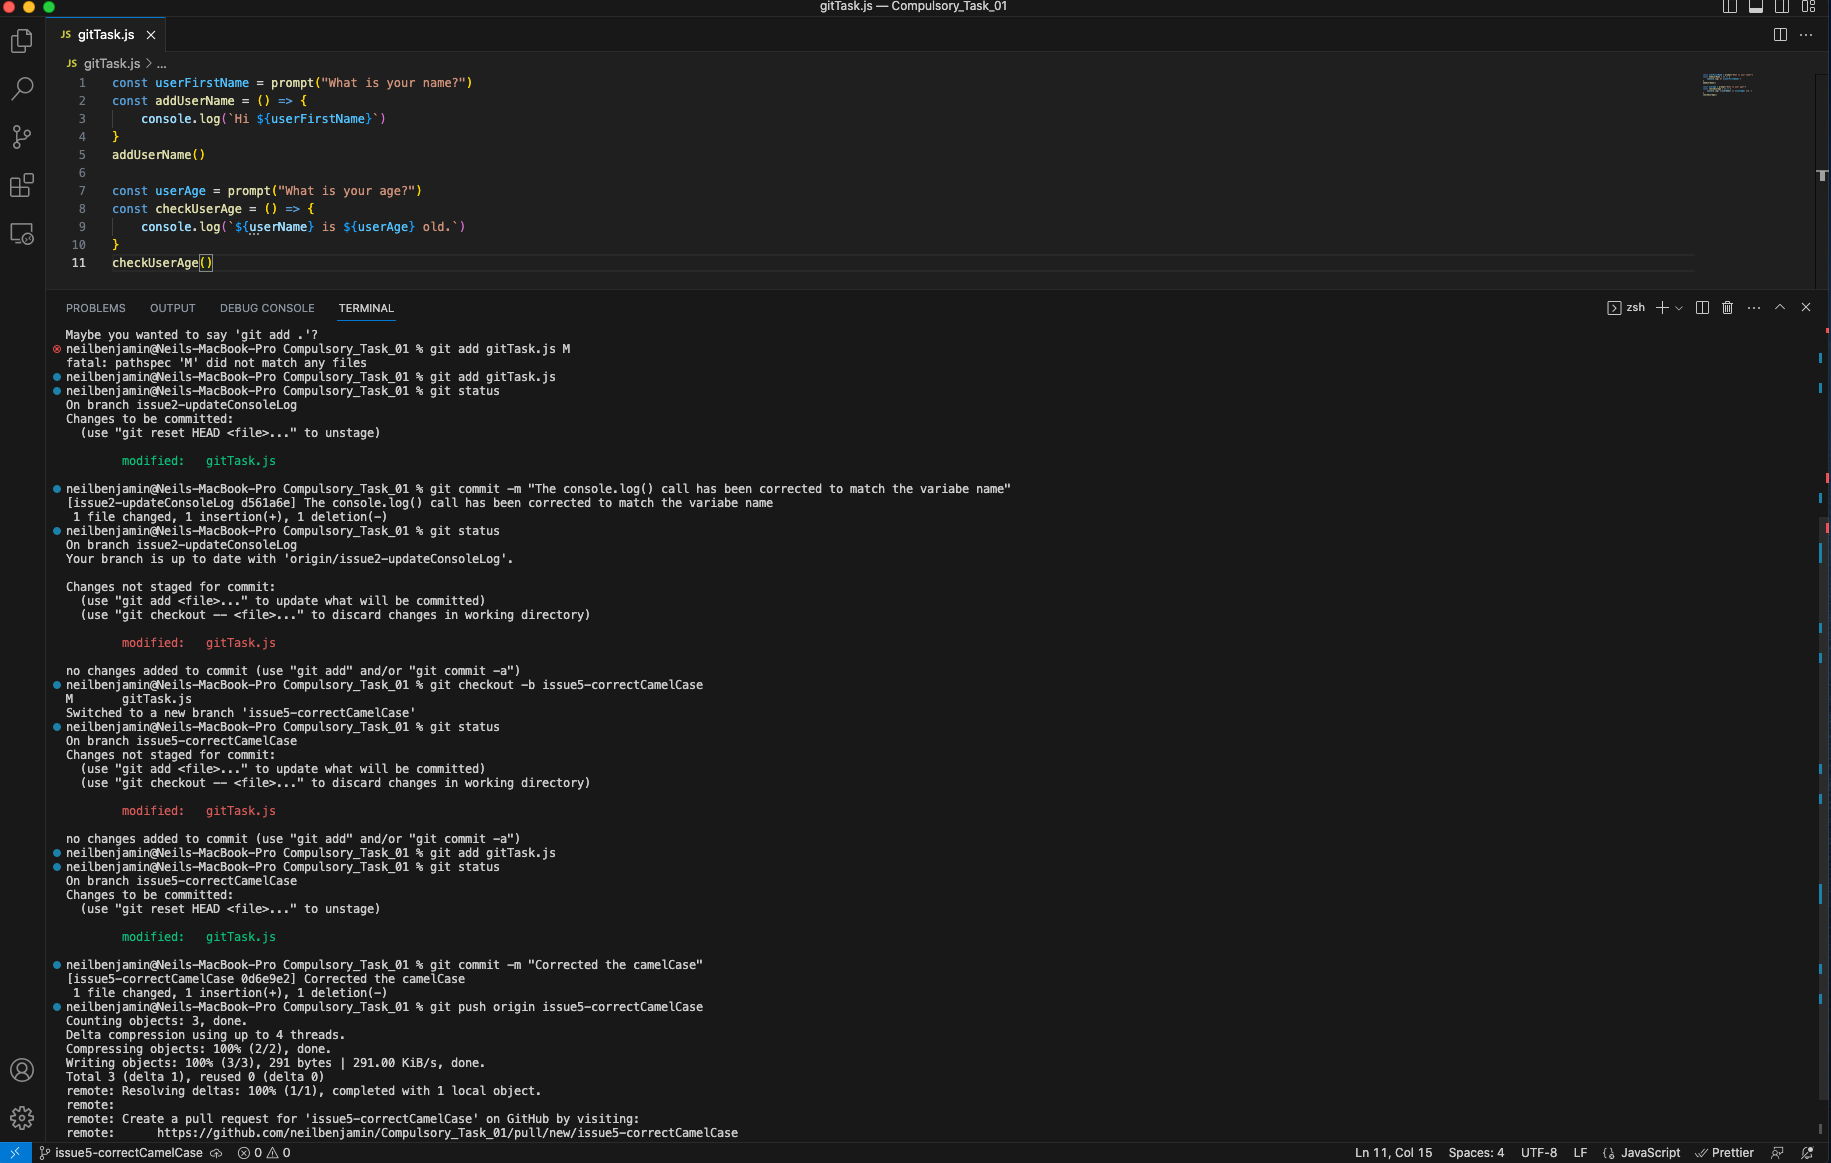 gitTask.js — Compulsory_Task_01
JS gitTask.js
JS gitTask.js > ...
1 const userFirstName = prompt("What is your name?")
2 const addUserName = () => {
3 console.log(`Hi ${userFirstName}`)
4 }
5 addUserName()
6
7 const userAge = prompt("What is your age?")
8 const checkUserAge = () => {
9 console.log(`${userName} is ${userAge} old.`)
10 }
11 checkUserAge()
PROBLEMS OUTPUT DEBUG CONSOLE TERMINAL zsh
Maybe you wanted to say 'git add .'?
neilbenjamin@Neils-MacBook-Pro Compulsory_Task_01 % git add gitTask.js M
fatal: pathspec 'M' did not match any files
neilbenjamin@Neils-MacBook-Pro Compulsory_Task_01 % git add gitTask.js
neilbenjamin@Neils-MacBook-Pro Compulsory_Task_01 % git status
On branch issue2-updateConsoleLog
Changes to be committed:
(use "git reset HEAD <file>..." to unstage)
modified: gitTask.js
neilbenjamin@Neils-MacBook-Pro Compulsory_Task_01 % git commit -m "The console.log() call has been corrected to match the variabe name"
[issue2-updateConsoleLog d561a6e] The console.log() call has been corrected to match the variabe name
1 file changed, 1 insertion(+), 1 deletion(-)
neilbenjamin@Neils-MacBook-Pro Compulsory_Task_01 % git status
On branch issue2-updateConsoleLog
Your branch is up to date with 'origin/issue2-updateConsoleLog'.
Changes not staged for commit:
(use "git add <file>..." to update what will be committed)
(use "git checkout -- <file>..." to discard changes in working directory)
modified: gitTask.js
no changes added to commit (use "git add" and/or "git commit -a")
neilbenjamin@Neils-MacBook-Pro Compulsory_Task_01 % git checkout -b issue5-correctCamelCase
M gitTask.js
Switched to a new branch 'issue5-correctCamelCase'
neilbenjamin@Neils-MacBook-Pro Compulsory_Task_01 % git status
On branch issue5-correctCamelCase
Changes not staged for commit:
(use "git add <file>..." to update what will be committed)
(use "git checkout -- <file>..." to discard changes in working directory)
modified: gitTask.js
no changes added to commit (use "git add" and/or "git commit -a")
neilbenjamin@Neils-MacBook-Pro Compulsory_Task_01 % git add gitTask.js
neilbenjamin@Neils-MacBook-Pro Compulsory_Task_01 % git status
On branch issue5-correctCamelCase
Changes to be committed:
(use "git reset HEAD <file>..." to unstage)
modified: gitTask.js
neilbenjamin@Neils-MacBook-Pro Compulsory_Task_01 % git commit -m "Corrected the camelCase"
[issue5-correctCamelCase 0d6e9e2] Corrected the camelCase
1 file changed, 1 insertion(+), 1 deletion(-)
neilbenjamin@Neils-MacBook-Pro Compulsory_Task_01 % git push origin issue5-correctCamelCase
Counting objects: 3, done.
Delta compression using up to 4 threads.
Compressing objects: 100% (2/2), done.
Writing objects: 100% (3/3), 291 bytes | 291.00 KiB/s, done.
Total 3 (delta 1), reused 0 (delta 0)
remote: Resolving deltas: 100% (1/1), completed with 1 local object.
remote:
remote: Create a pull request for 'issue5-correctCamelCase' on GitHub by visiting:
remote: https://github.com/neilbenjamin/Compulsory_Task_01/pull/new/issue5-correctCamelCase
issue5-correctCamelCase 0 0 Ln 11, Col 15 Spaces: 4 UTF-8 LF JavaScript Prettier